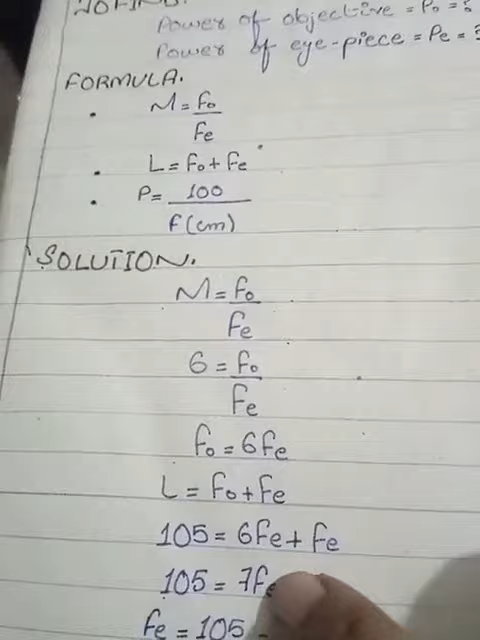 Power of objective = Po = ?
Power of eye-piece = Pe = ?
FORMULA.
• M = Fo / Fe
• L = Fo + Fe
• P = 100 / f(cm)
SOLUTION.
M = Fo / Fe
6 = Fo / Fe
Fo = 6Fe
L = Fo + Fe
105 = 6Fe + Fe
105 = 7Fe
Fe = 105